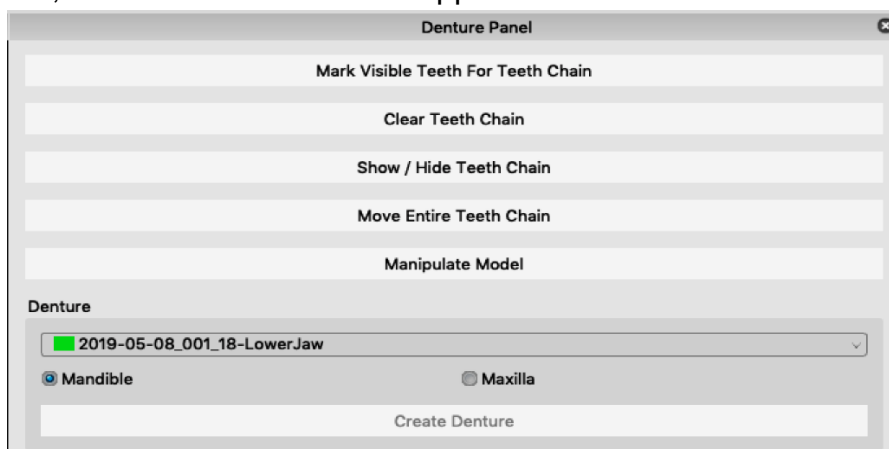 Denture Panel
Mark Visible Teeth For Teeth Chain
Clear Teeth Chain
Show / Hide Teeth Chain
Move Entire Teeth Chain
Manipulate Model
Denture
2019-05-08_001_18-LowerJaw
Mandible Maxilla
Create Denture